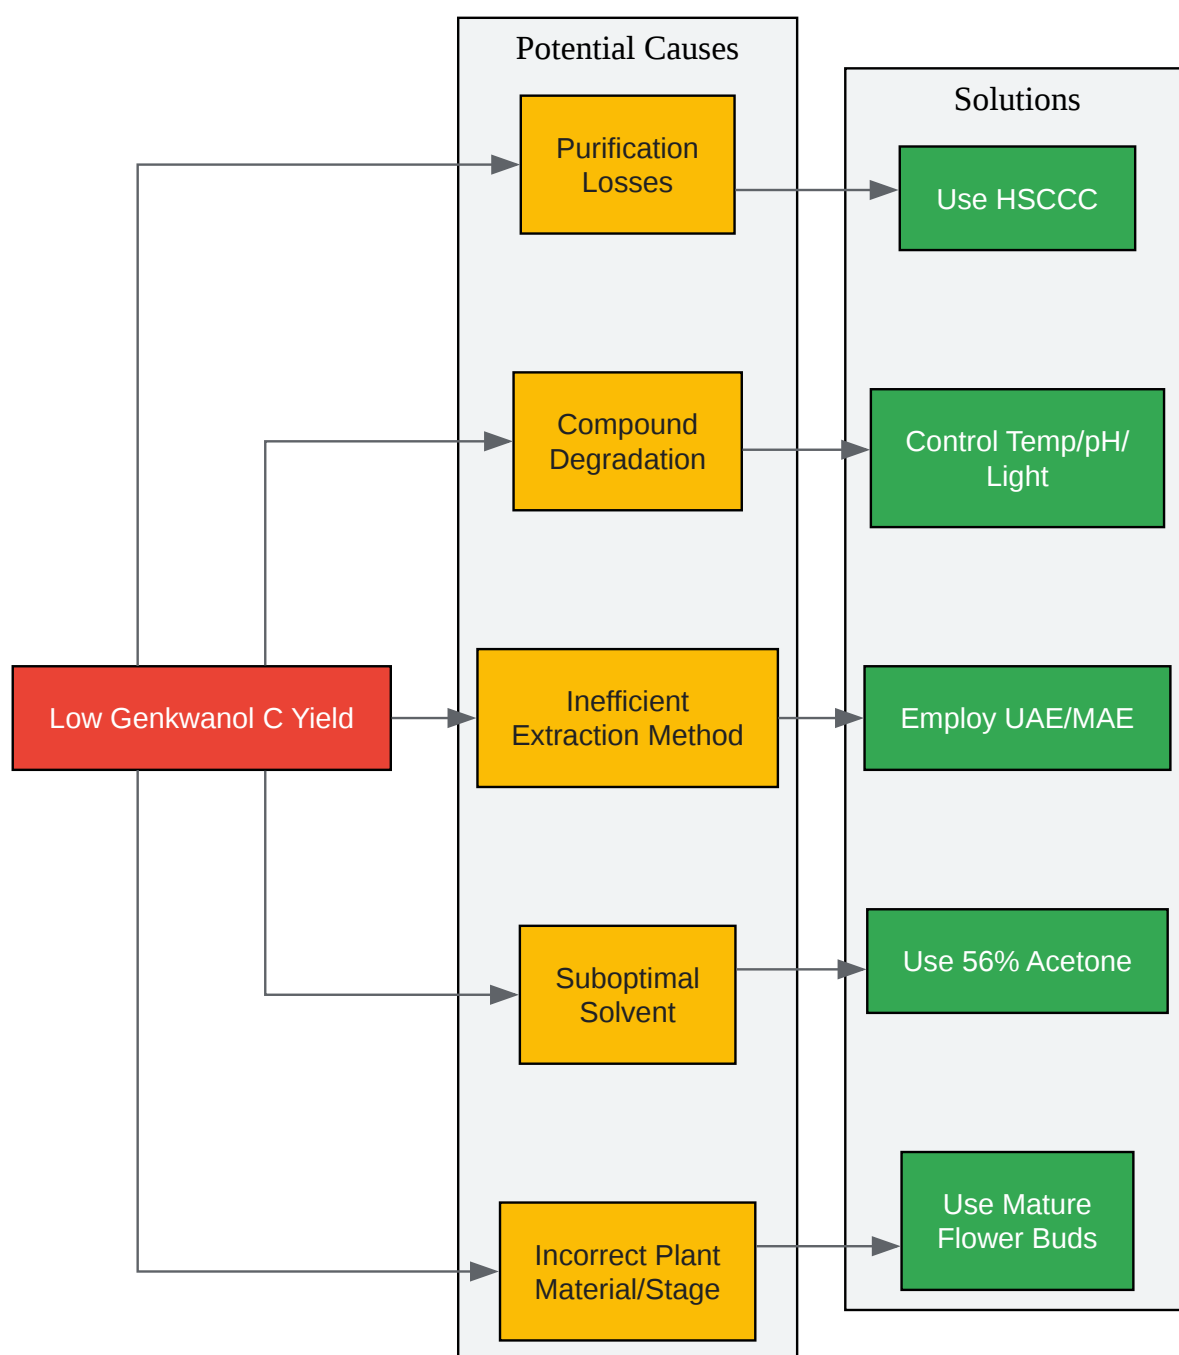 Potential Causes
Solutions
Purification
Losses
Use HSCCC
Compound
Degradation
Control Temp/pH/
Light
Low Genkwanol C Yield
Inefficient
Extraction Method
Employ UAE/MAE
Suboptimal
Solvent
Use 56% Acetone
Incorrect Plant
Material/Stage
Use Mature
Flower Buds